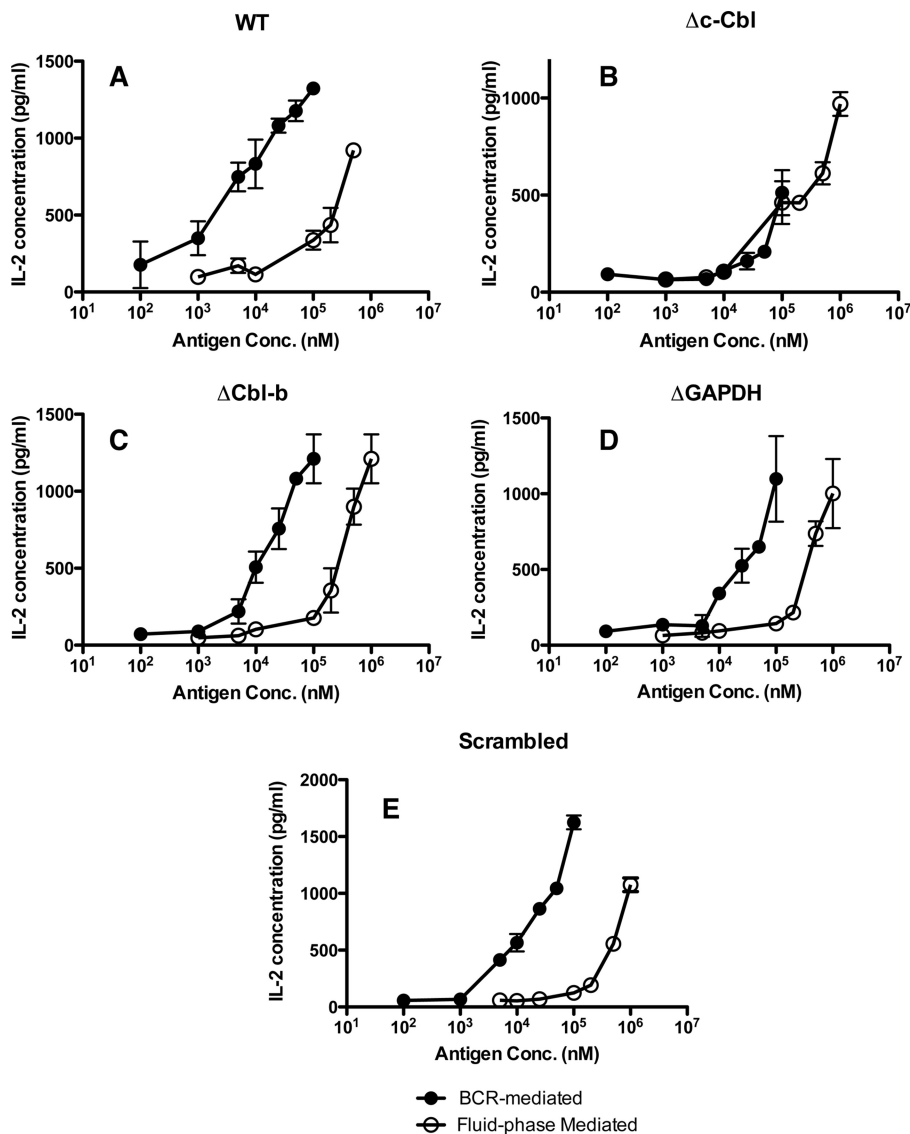 WT
A
IL-2 concentration (pg/ml)
1500
1000
500
0
10¹ 10² 10³ 10⁴ 10⁵ 10⁶ 10⁷
Antigen Conc. (nM)
Δc-Cbl
B
IL-2 concentration (pg/ml)
1000
500
0
10¹ 10² 10³ 10⁴ 10⁵ 10⁶ 10⁷
Antigen Conc. (nM)
ΔCbl-b
C
IL-2 concentration (pg/ml)
1500
1000
500
0
10¹ 10² 10³ 10⁴ 10⁵ 10⁶ 10⁷
Antigen Conc. (nM)
ΔGAPDH
D
IL-2 concentration (pg/ml)
1500
1000
500
0
10¹ 10² 10³ 10⁴ 10⁵ 10⁶ 10⁷
Antigen Conc. (nM)
Scrambled
E
IL-2 concentration (pg/ml)
2000
1500
1000
500
0
10¹ 10² 10³ 10⁴ 10⁵ 10⁶ 10⁷
Antigen Conc. (nM)
BCR-mediated
Fluid-phase Mediated